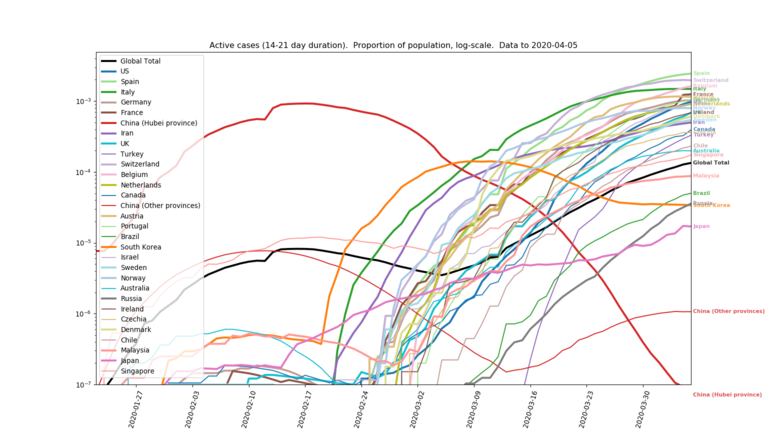 Active cases (14-21 day duration). Proportion of population, log-scale. Data to 2020-04-05
Global Total
US
Spain
Italy
Germany
France
China (Hubei province)
Iran
UK
Turkey
Switzerland
Belgium
Netherlands
Canada
China (Other provinces)
Austria
Portugal
Brazil
South Korea
Israel
Sweden
Norway
Australia
Russia
Ireland
Czechia
Denmark
Chile
Malaysia
Japan
Singapore
10⁻³
10⁻⁴
10⁻⁵
10⁻⁶
10⁻⁷
2020-01-27
2020-02-03
2020-02-10
2020-02-17
2020-02-24
2020-03-02
2020-03-09
2020-03-16
2020-03-23
2020-03-30
Spain
Switzerland
Italy
France
Ireland
Iran
Canada
Turkey
Chile
Australia
Singapore
Global Total
Malaysia
Brazil
Russia
South Korea
Japan
China (Other provinces)
China (Hubei province)